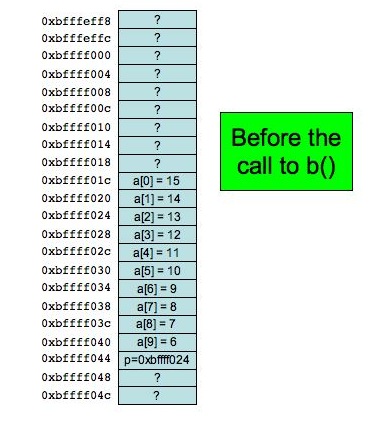 0xbfffeff8 ?
0xbfffeffc ?
0xbffff000 ?
0xbffff004 ?
0xbffff008 ?
0xbffff00c ?
0xbffff010 ?
0xbffff014 ?
0xbffff018 ?
0xbffff01c a[0] = 15
0xbffff020 a[1] = 14
0xbffff024 a[2] = 13
0xbffff028 a[3] = 12
0xbffff02c a[4] = 11
0xbffff030 a[5] = 10
0xbffff034 a[6] = 9
0xbffff038 a[7] = 8
0xbffff03c a[8] = 7
0xbffff040 a[9] = 6
0xbffff044 p=0xbffff024
0xbffff048 ?
0xbffff04c ?
Before the
call to b()